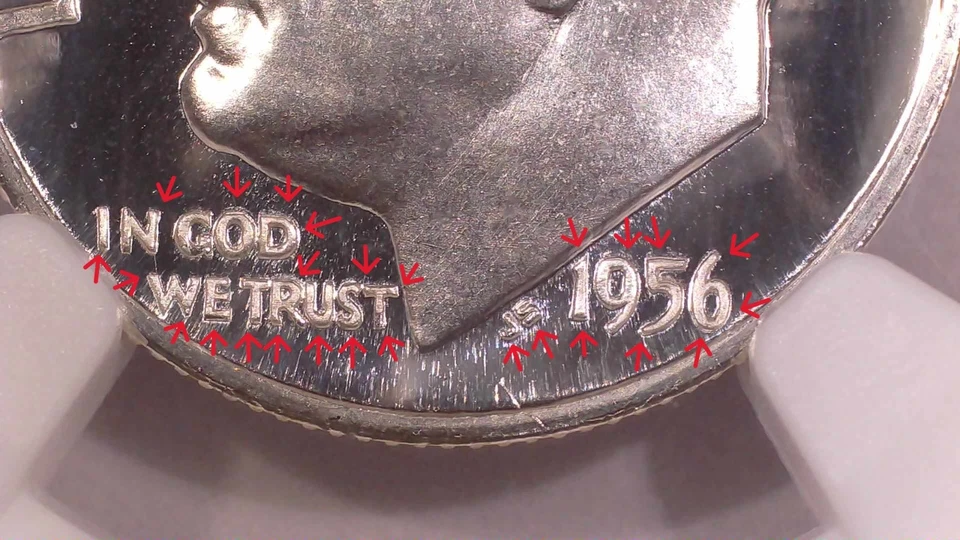 IN GOD
WE TRUST
JS 1956